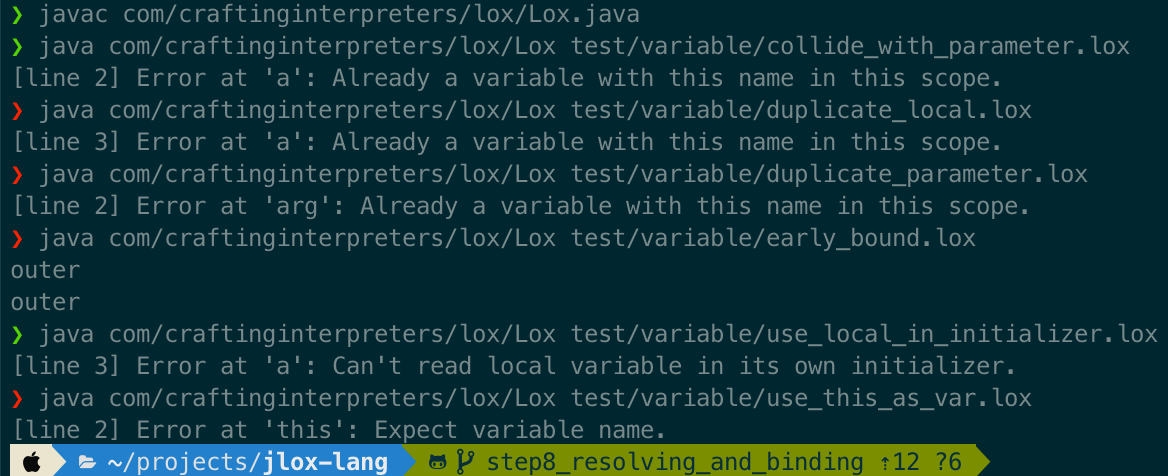 ❯ javac com/craftinginterpreters/lox/Lox.java
❯ java com/craftinginterpreters/lox/Lox test/variable/collide_with_parameter.lox
[line 2] Error at 'a': Already a variable with this name in this scope.
❯ java com/craftinginterpreters/lox/Lox test/variable/duplicate_local.lox
[line 3] Error at 'a': Already a variable with this name in this scope.
❯ java com/craftinginterpreters/lox/Lox test/variable/duplicate_parameter.lox
[line 2] Error at 'arg': Already a variable with this name in this scope.
❯ java com/craftinginterpreters/lox/Lox test/variable/early_bound.lox
outer
outer
❯ java com/craftinginterpreters/lox/Lox test/variable/use_local_in_initializer.lox
[line 3] Error at 'a': Can't read local variable in its own initializer.
❯ java com/craftinginterpreters/lox/Lox test/variable/use_this_as_var.lox
[line 2] Error at 'this': Expect variable name.
~/projects/jlox-lang step8_resolving_and_binding ⇡12 ?6